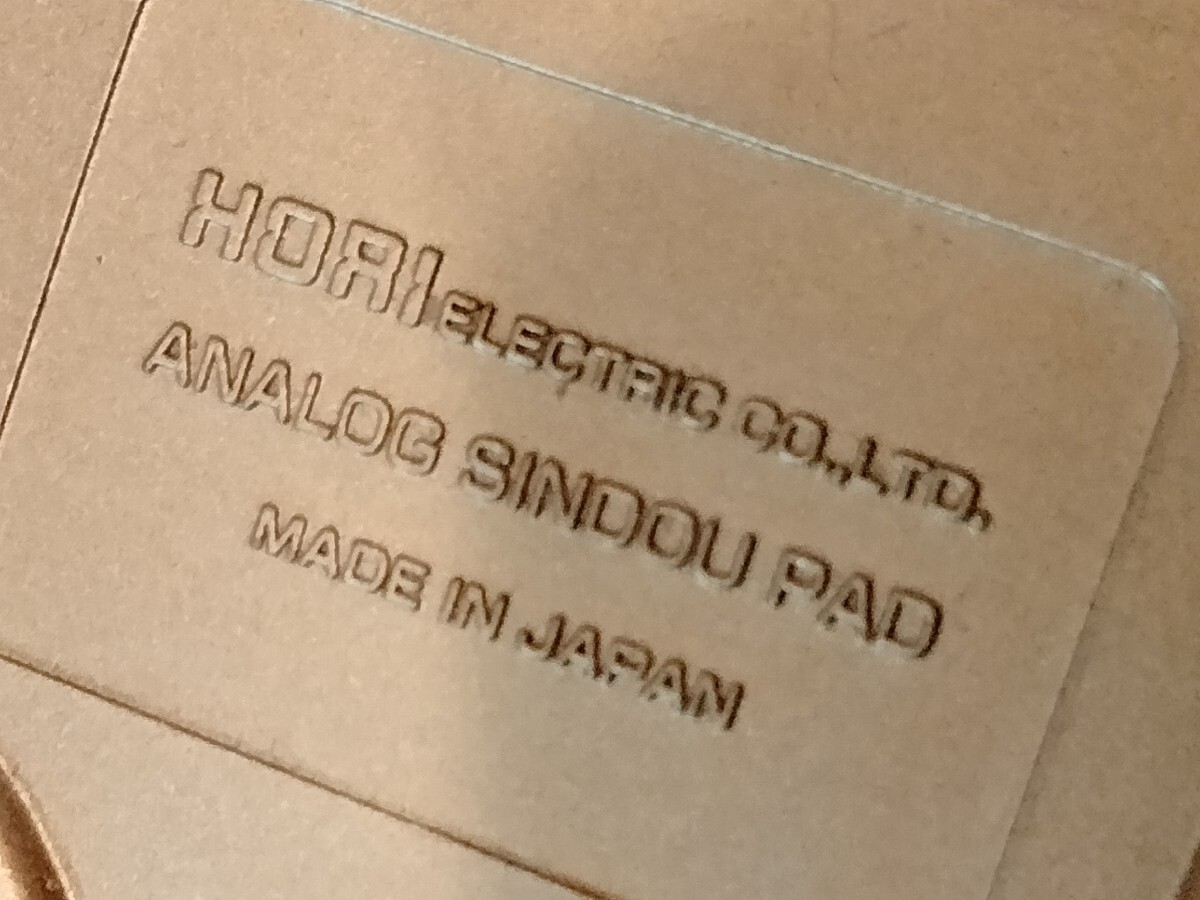 HORI ELECTRIC CO.,LTD.
ANALOG SINDOU PAD
MADE IN JAPAN